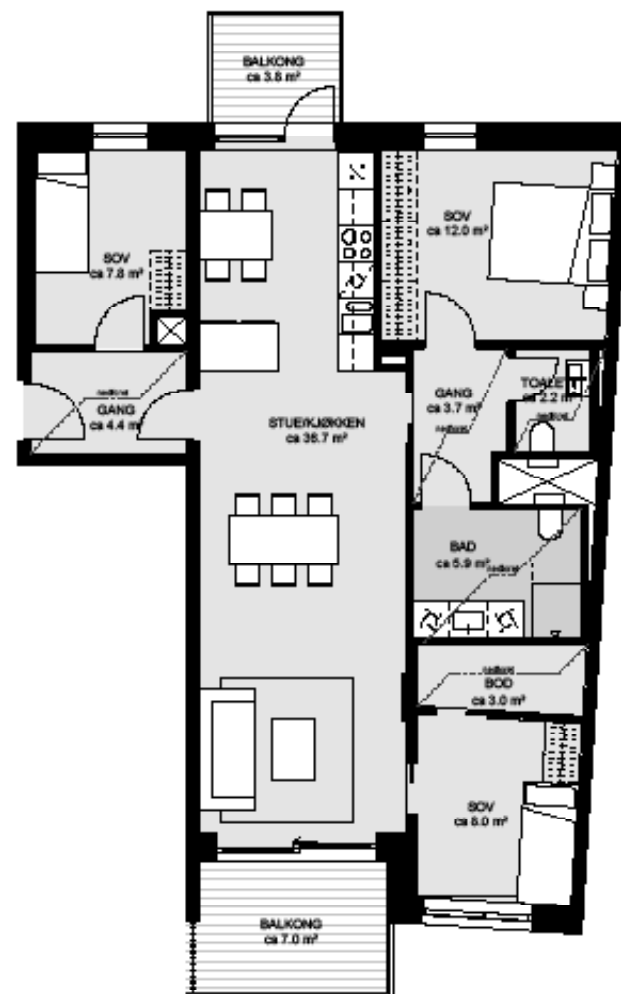 BALKONG
ca 3.8 m²
SOV
ca 7.8 m²
SOV
ca 12.0 m²
GANG
ca 4.4 m²
STUE/KJØKKEN
ca 36.7 m²
GANG
ca 3.7 m²
TOALETT
ca 2.2 m²
BAD
ca 5.9 m²
BOD
ca 3.0 m²
SOV
ca 8.0 m²
BALKONG
ca 7.0 m²